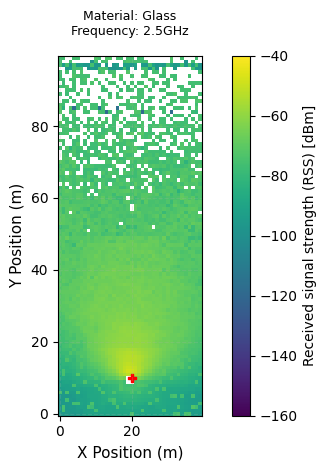 Material: Glass
Frequency: 2.5GHz
Y Position (m)
80
60
40
20
0
0
20
X Position (m)
−40
−60
−80
−100
−120
−140
−160
Received signal strength (RSS) [dBm]